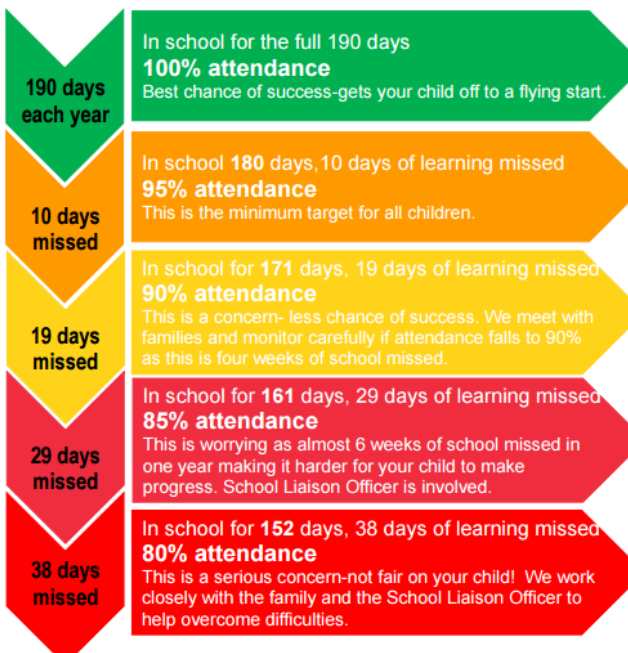 190 days
each year
In school for the full 190 days
100% attendance
Best chance of success-gets your child off to a flying start.
10 days
missed
In school 180 days,10 days of learning missed
95% attendance
This is the minimum target for all children.
19 days
missed
In school for 171 days, 19 days of learning missed
90% attendance
This is a concern- less chance of success. We meet with
families and monitor carefully if attendance falls to 90%
as this is four weeks of school missed.
29 days
missed
In school for 161 days, 29 days of learning missed
85% attendance
This is worrying as almost 6 weeks of school missed in
one year making it harder for your child to make
progress. School Liaison Officer is involved.
38 days
missed
In school for 152 days, 38 days of learning missed
80% attendance
This is a serious concern-not fair on your child!  We work
closely with the family and the School Liaison Officer to
help overcome difficulties.